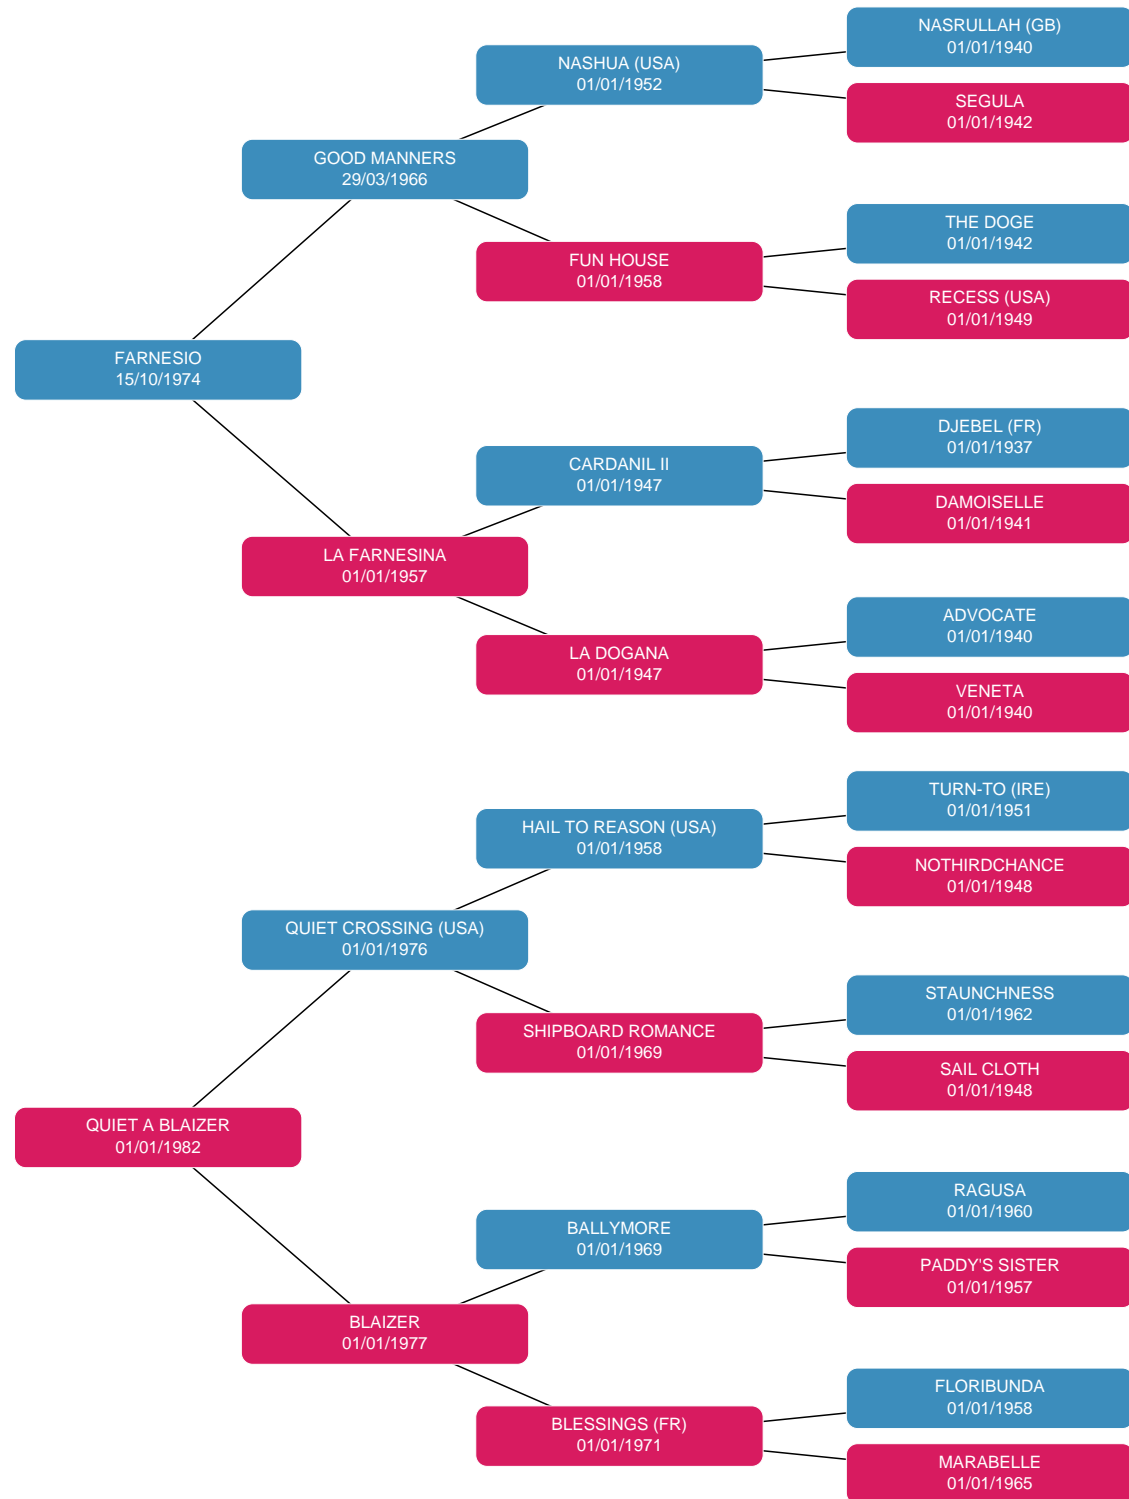 NASRULLAH (GB)
01/01/1940
NASHUA (USA)
01/01/1952
SEGULA
01/01/1942
GOOD MANNERS
29/03/1966
THE DOGE
01/01/1942
FUN HOUSE
01/01/1958
RECESS (USA)
01/01/1949
FARNESIO
15/10/1974
DJEBEL (FR)
01/01/1937
CARDANIL II
01/01/1947
DAMOISELLE
01/01/1941
LA FARNESINA
01/01/1957
ADVOCATE
01/01/1940
LA DOGANA
01/01/1947
VENETA
01/01/1940
TURN-TO (IRE)
01/01/1951
HAIL TO REASON (USA)
01/01/1958
NOTHIRDCHANCE
01/01/1948
QUIET CROSSING (USA)
01/01/1976
STAUNCHNESS
01/01/1962
SHIPBOARD ROMANCE
01/01/1969
SAIL CLOTH
01/01/1948
QUIET A BLAIZER
01/01/1982
RAGUSA
01/01/1960
BALLYMORE
01/01/1969
PADDY'S SISTER
01/01/1957
BLAIZER
01/01/1977
FLORIBUNDA
01/01/1958
BLESSINGS (FR)
01/01/1971
MARABELLE
01/01/1965